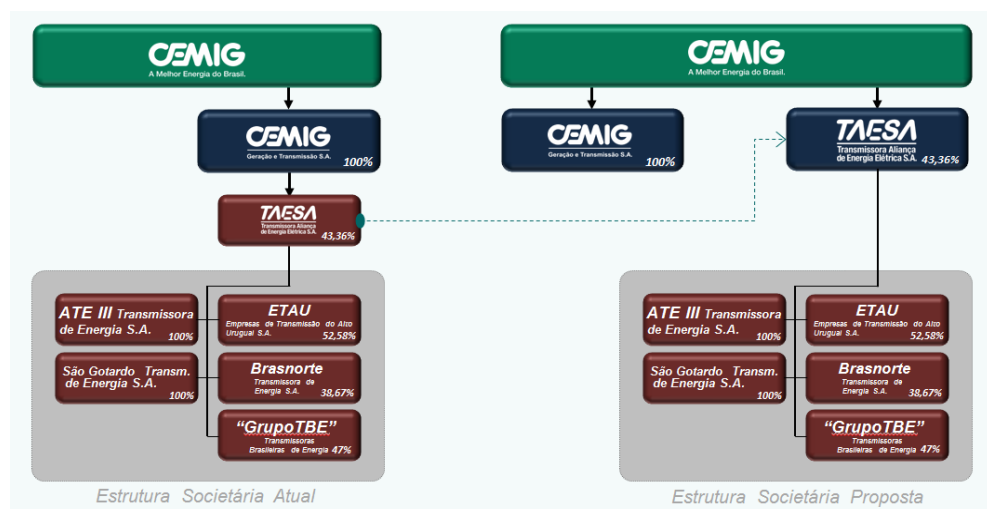 CEMIG
A Melhor Energia do Brasil.
CEMIG
Geração e Transmissão S.A.
100%
TAESA
Transmissora Aliança
de Energia Elétrica S.A.
43,36%
ATE III Transmissora
de Energia S.A.
100%
ETAU
Empresas de Transmissão do Alto
Uruguai S.A.
52,58%
São Gotardo Transm.
de Energia S.A.
100%
Brasnorte
Transmissora de
Energia S.A.
38,67%
“GrupoTBE”
Transmissoras
Brasileiras de Energia 47%
Estrutura Societária Atual
CEMIG
A Melhor Energia do Brasil.
CEMIG
Geração e Transmissão S.A.
100%
TAESA
Transmissora Aliança
de Energia Elétrica S.A.
43,36%
ATE III Transmissora
de Energia S.A.
100%
ETAU
Empresas de Transmissão do Alto
Uruguai S.A.
52,58%
São Gotardo Transm.
de Energia S.A.
100%
Brasnorte
Transmissora de
Energia S.A.
38,67%
“GrupoTBE”
Transmissoras
Brasileiras de Energia 47%
Estrutura Societária Proposta